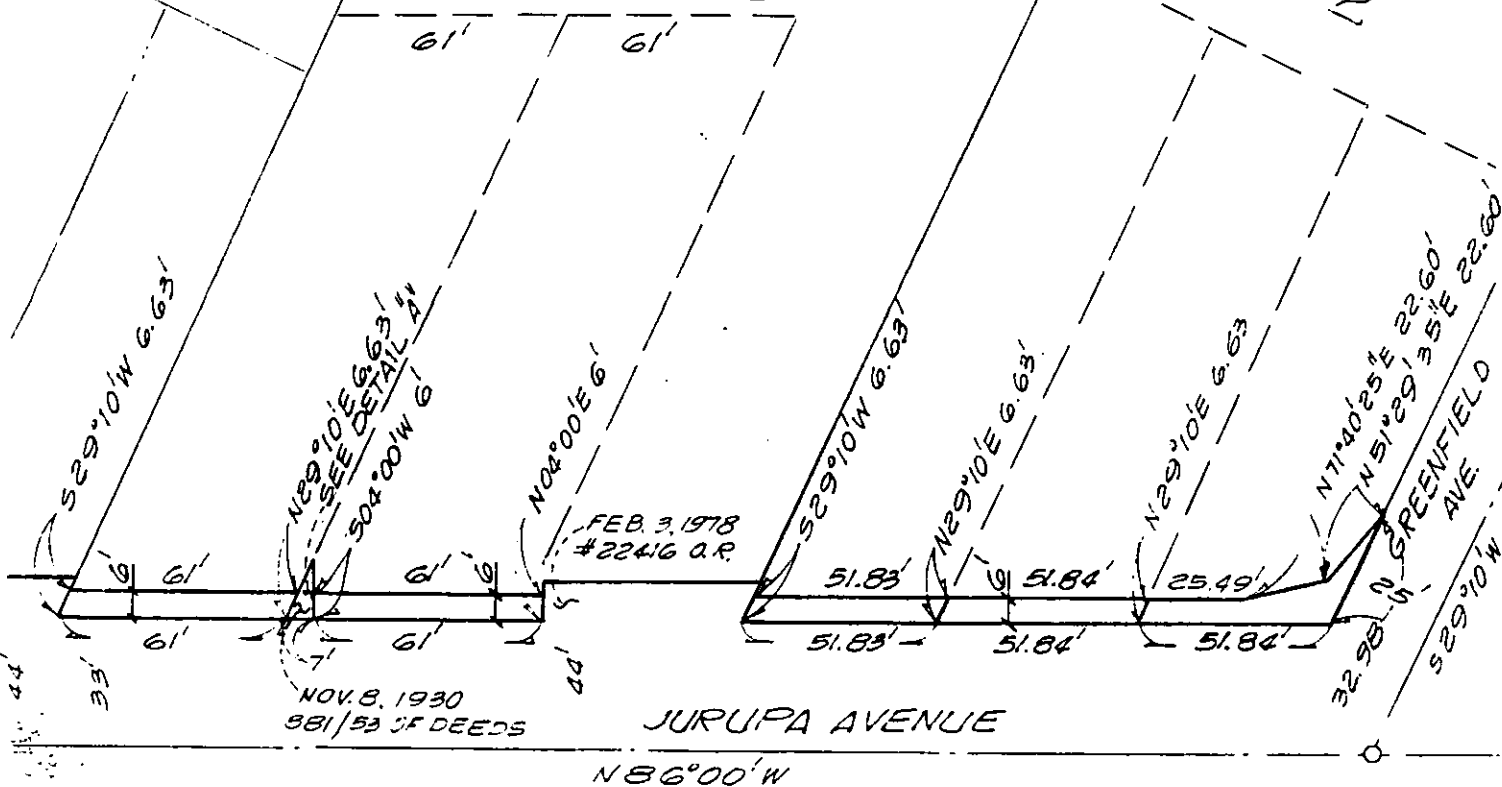 61'
61'
S29°10'W 6.63'
N29°10'E 6.63'
SEE DETAIL "A"
S04°00'W 6'
N04°00'E 6'
FEB. 3, 1978
#22416 O.R.
S29°10'W 6.63'
N29°10'E 6.63'
N29°10'E 6.63
N71°40'25"E 22.60'
N51°29'35"E 22.60'
GREENFIELD
AVE.
S29°10'W
6'
61'
61'
6'
51.83'
6'
51.84'
25.49'
61'
61'
7'
51.83'
51.84'
51.84'
32.98'
25'
44'
33'
44'
NOV. 8, 1930
581/53 OF DEEDS
JURUPA AVENUE
N86°00'W